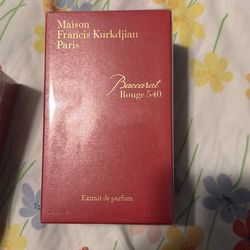 Maison
Francis Kurkdjian
Paris
Baccarat
Rouge 540
Extrait de parfum